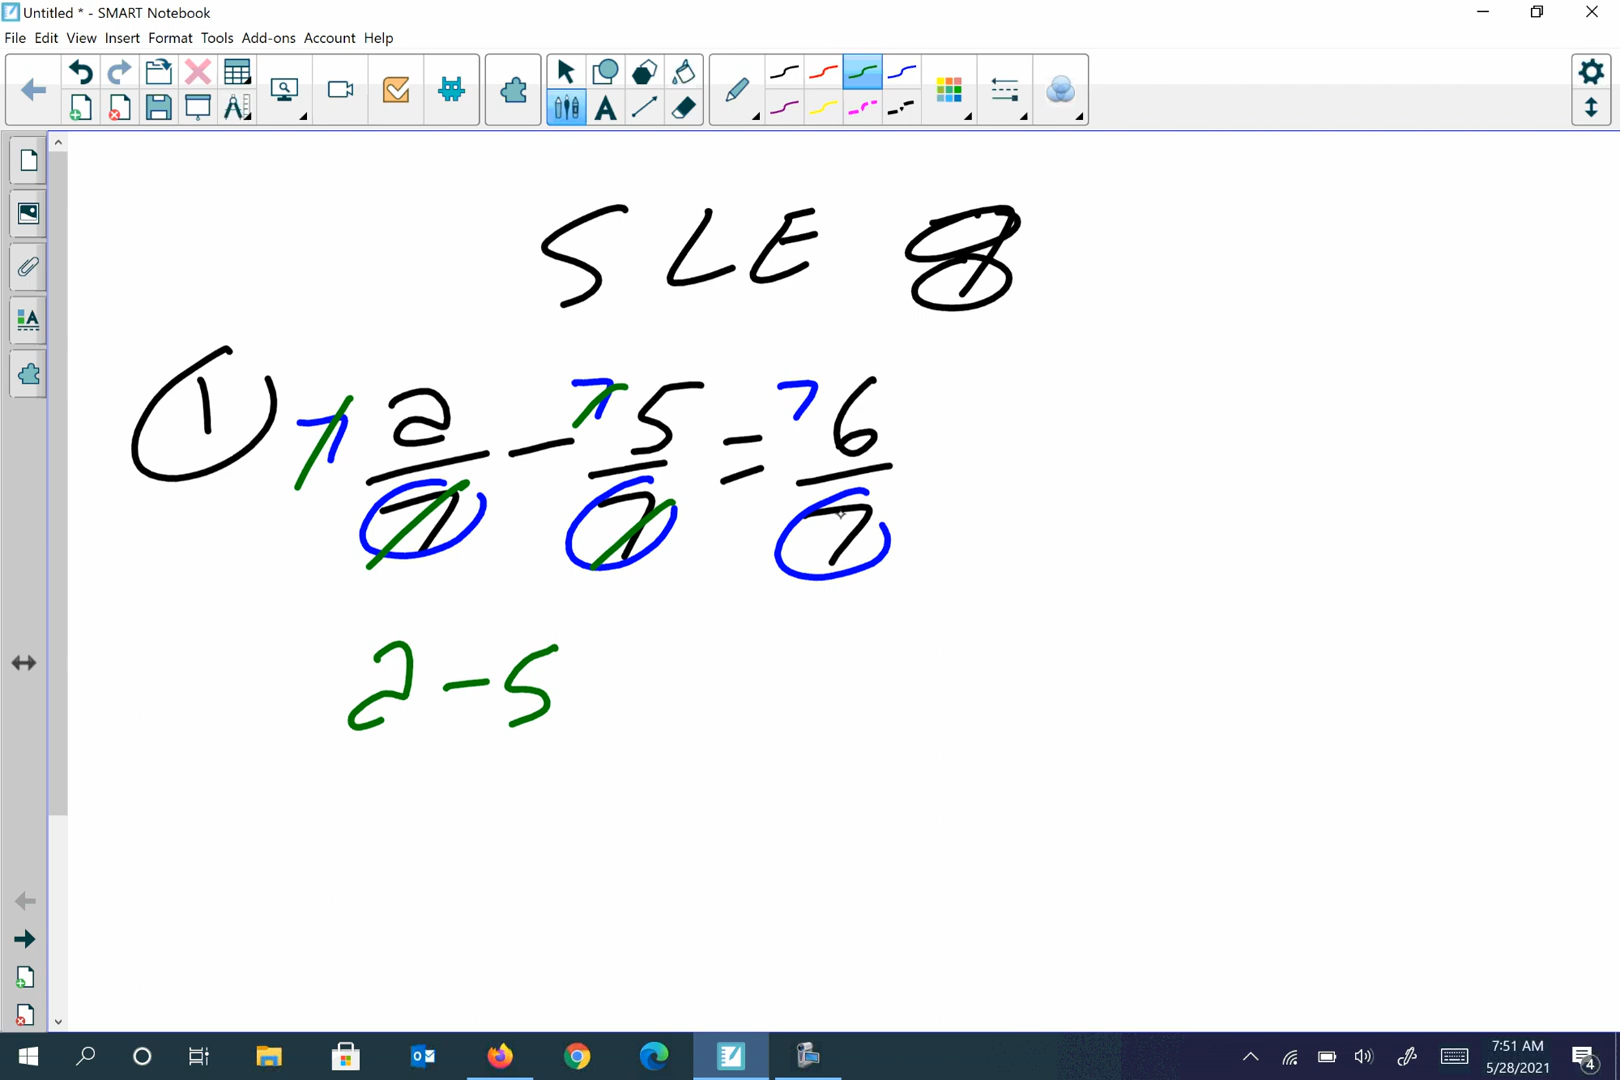 Untitled * - SMART Notebook
File Edit View Insert Format Tools Add-ons Account Help
SLE 8
1
7 2/7 - 7 5/7 = 7 6/7
2 - 5
7:51 AM
5/28/2021
4